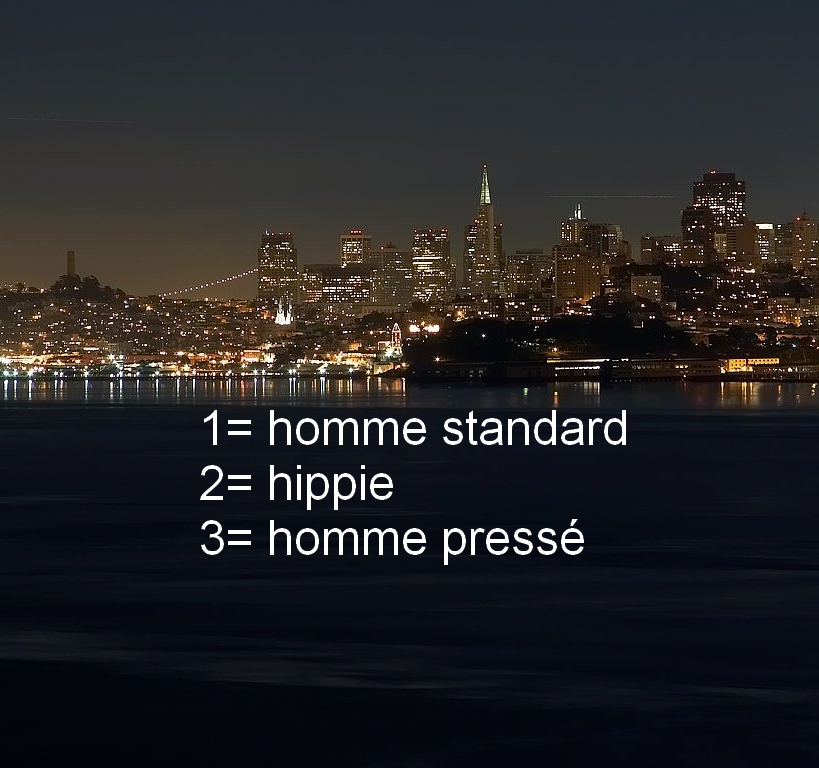 1= homme standard
2= hippie
3= homme pressé